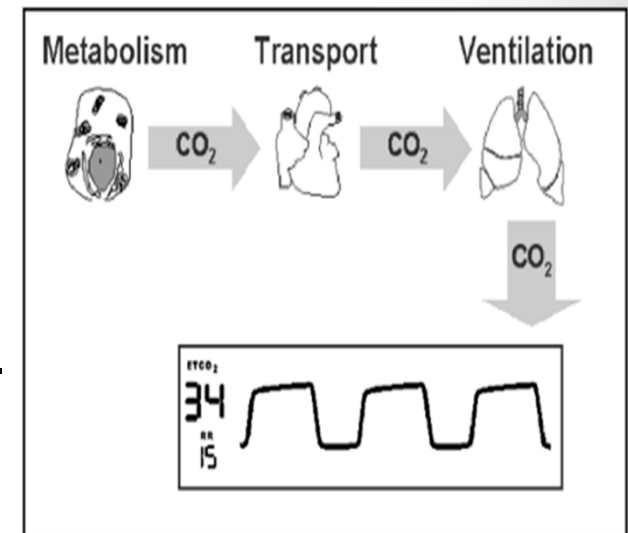 Metabolism Transport Ventilation
CO₂ CO₂
CO₂
ETCO₂
34
RR
15